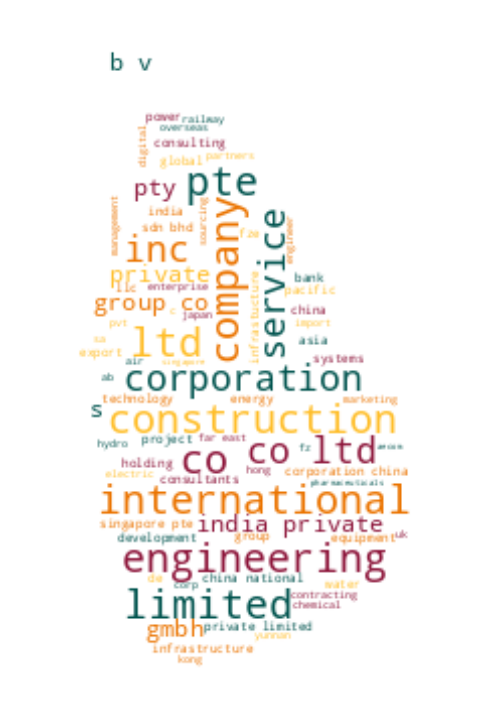 b v
power railway
overseas
digital
consulting
global partners
pty pte
management
india
sourcing
sdn bhd
company
service
engineer
inc
fze
private
infrastucture
bank
llc enterprise
pacific
group co
c
china
japan
pvt
import
ltd
sa
asia
export
air
singapore
systems
ab
corporation
technology energy marketing
s
construction
hydro project far east
fz
aecom
co co ltd
holding
hong
corporation china
electric
consultants
pharmaceuticals
international
singapore pte india private
uk
development group equipment
engineering
de china national
corp
water
limited
contracting
chemical
gmbh private limited
yunnan
infrastructure
kong